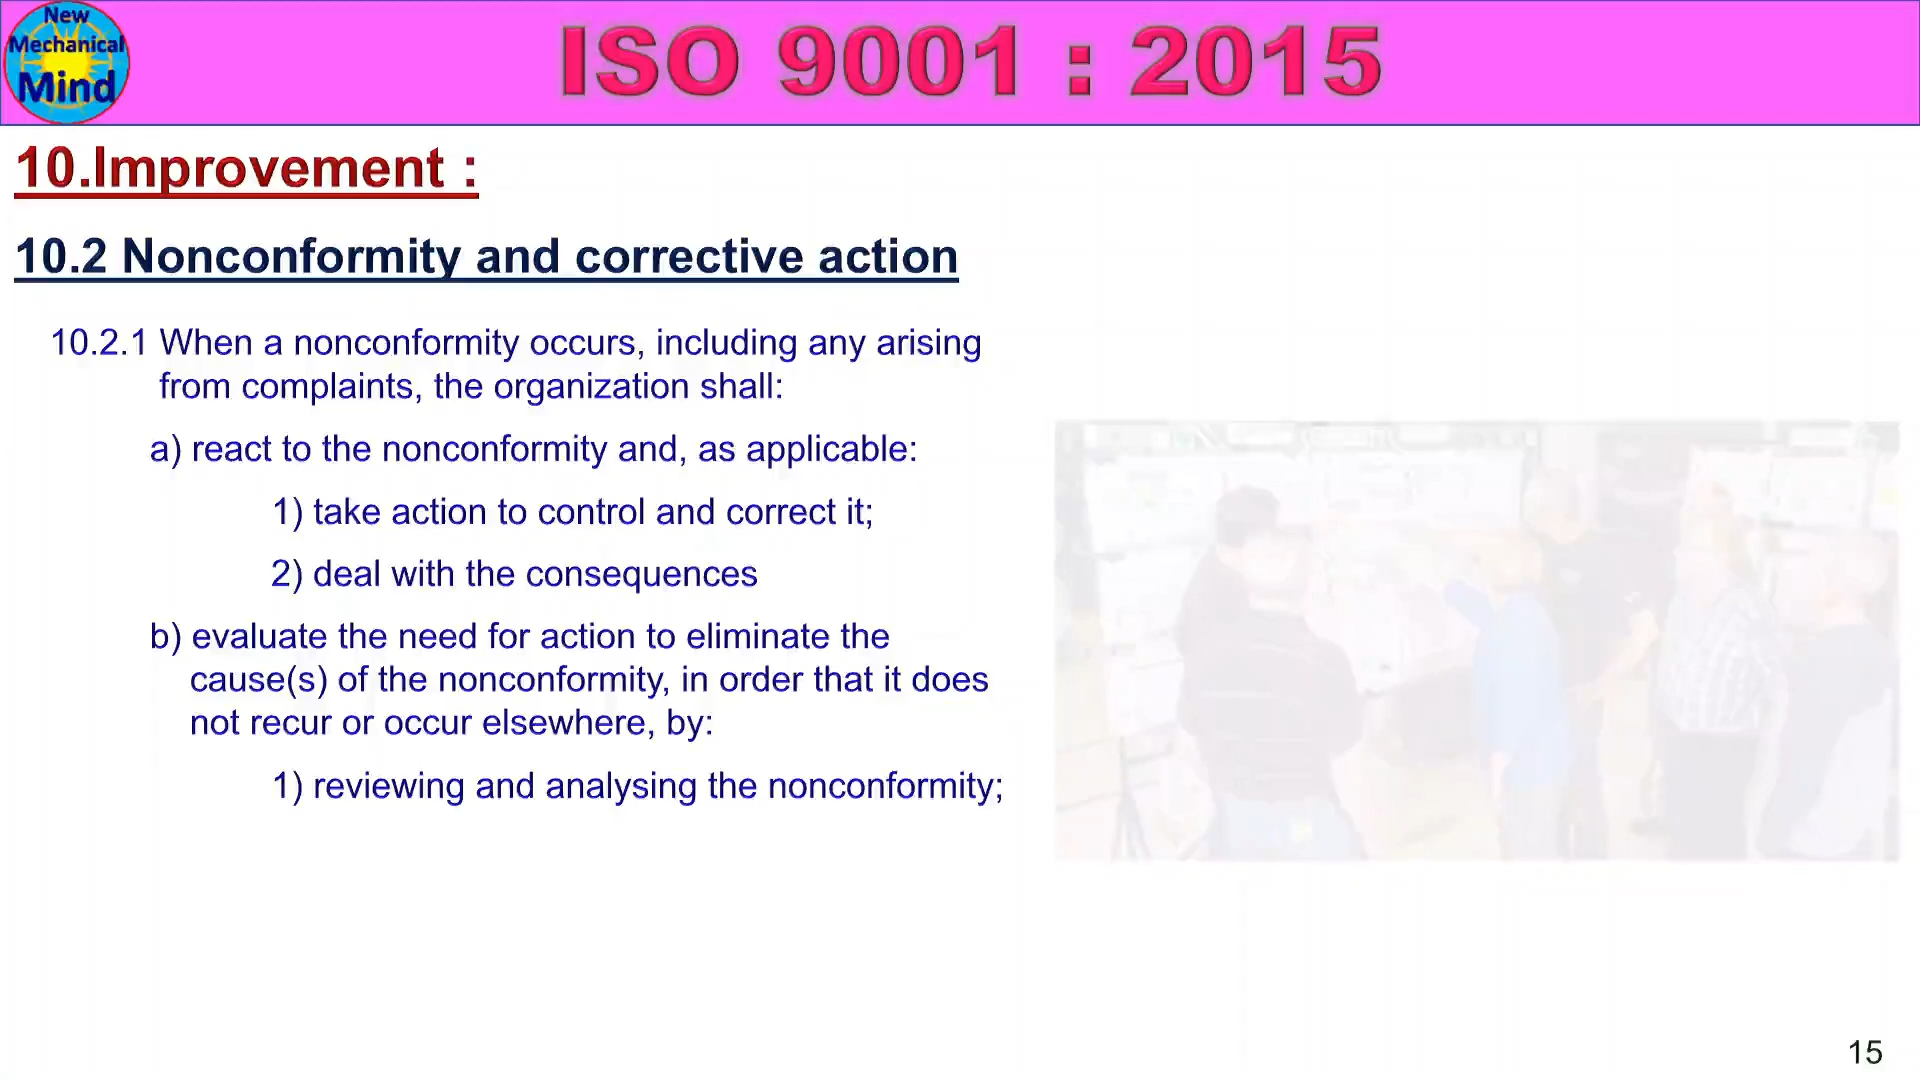 New
Mechanical
Mind
ISO 9001 : 2015
10.Improvement :
10.2 Nonconformity and corrective action
10.2.1 When a nonconformity occurs, including any arising
from complaints, the organization shall:
a) react to the nonconformity and, as applicable:
1) take action to control and correct it;
2) deal with the consequences
b) evaluate the need for action to eliminate the
cause(s) of the nonconformity, in order that it does
not recur or occur elsewhere, by:
1) reviewing and analysing the nonconformity;
15